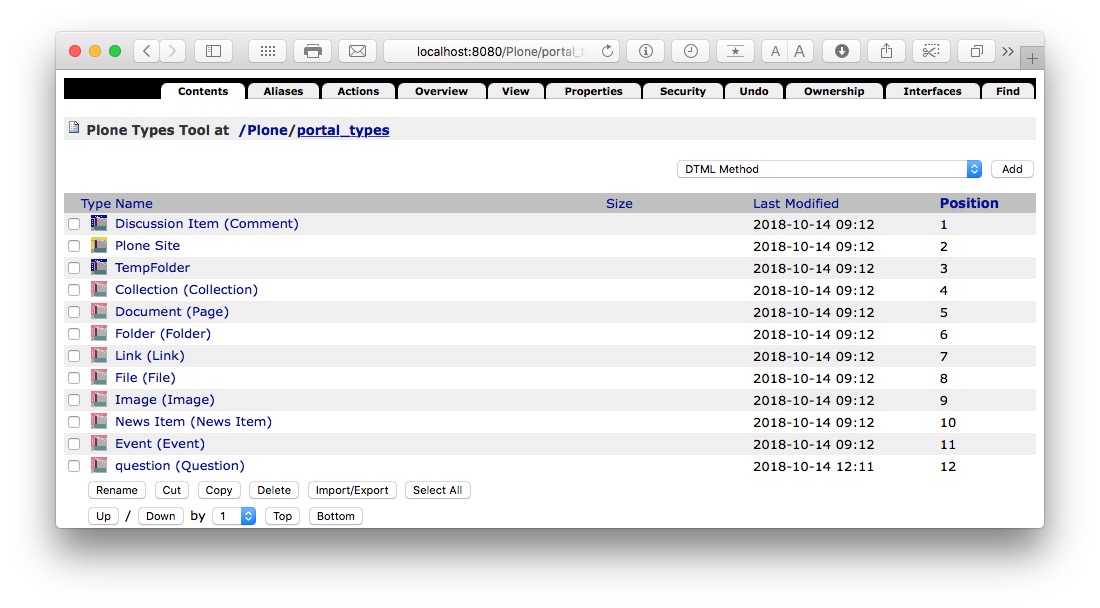 localhost:8080/Plone/portal_t
A A
Contents Aliases Actions Overview View Properties Security Undo Ownership Interfaces Find
Plone Types Tool at /Plone/portal_types
DTML Method Add
Type Name Size Last Modified Position
Discussion Item (Comment) 2018-10-14 09:12 1
Plone Site 2018-10-14 09:12 2
TempFolder 2018-10-14 09:12 3
Collection (Collection) 2018-10-14 09:12 4
Document (Page) 2018-10-14 09:12 5
Folder (Folder) 2018-10-14 09:12 6
Link (Link) 2018-10-14 09:12 7
File (File) 2018-10-14 09:12 8
Image (Image) 2018-10-14 09:12 9
News Item (News Item) 2018-10-14 09:12 10
Event (Event) 2018-10-14 09:12 11
question (Question) 2018-10-14 12:11 12
Rename Cut Copy Delete Import/Export Select All
Up / Down by 1 Top Bottom